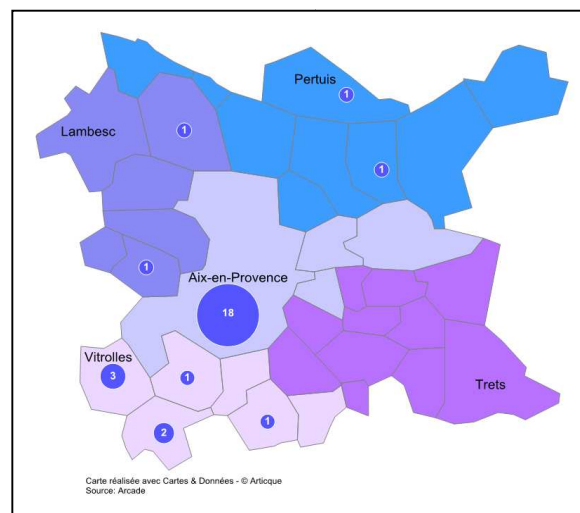 Pertuis
1
Lambesc
1
1
1
Aix-en-Provence
18
Vitrolles
3
1
Trets
1
2
Carte réalisée avec Cartes & Données - © Articque
Source: Arcade